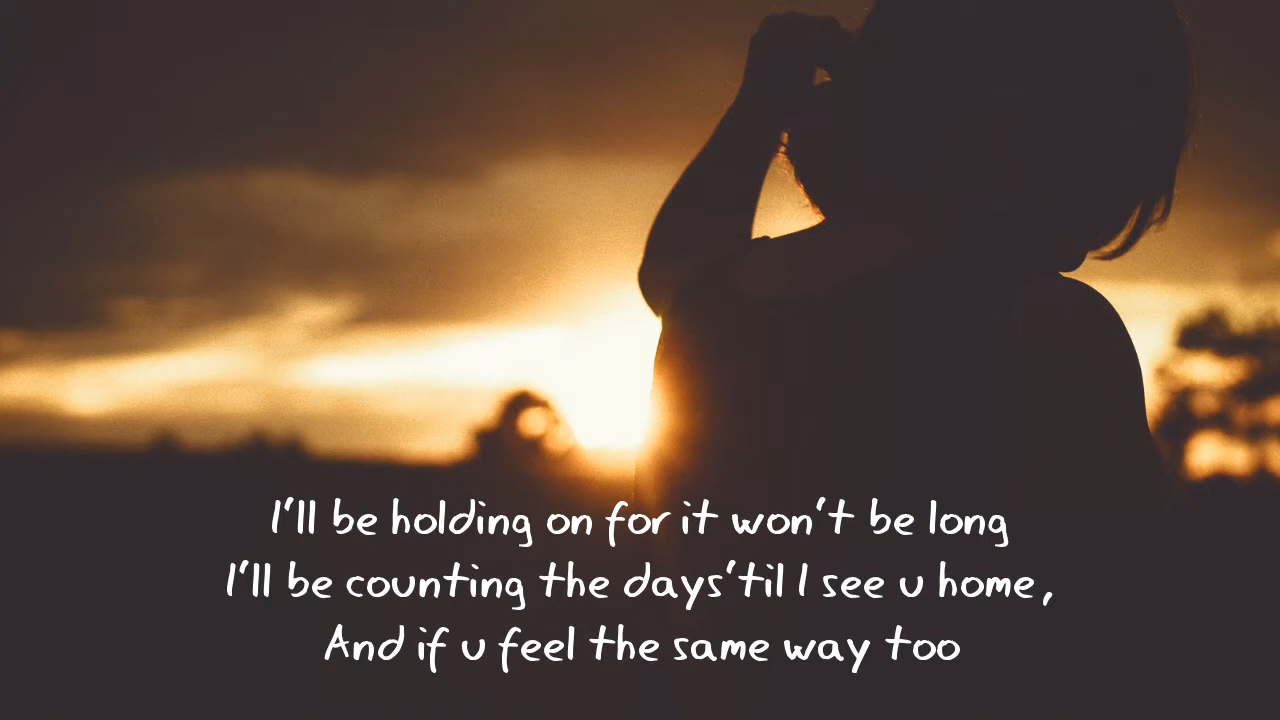 I'll be holding on for it won't be long
I'll be counting the days'til I see u home,
And if u feel the same way too